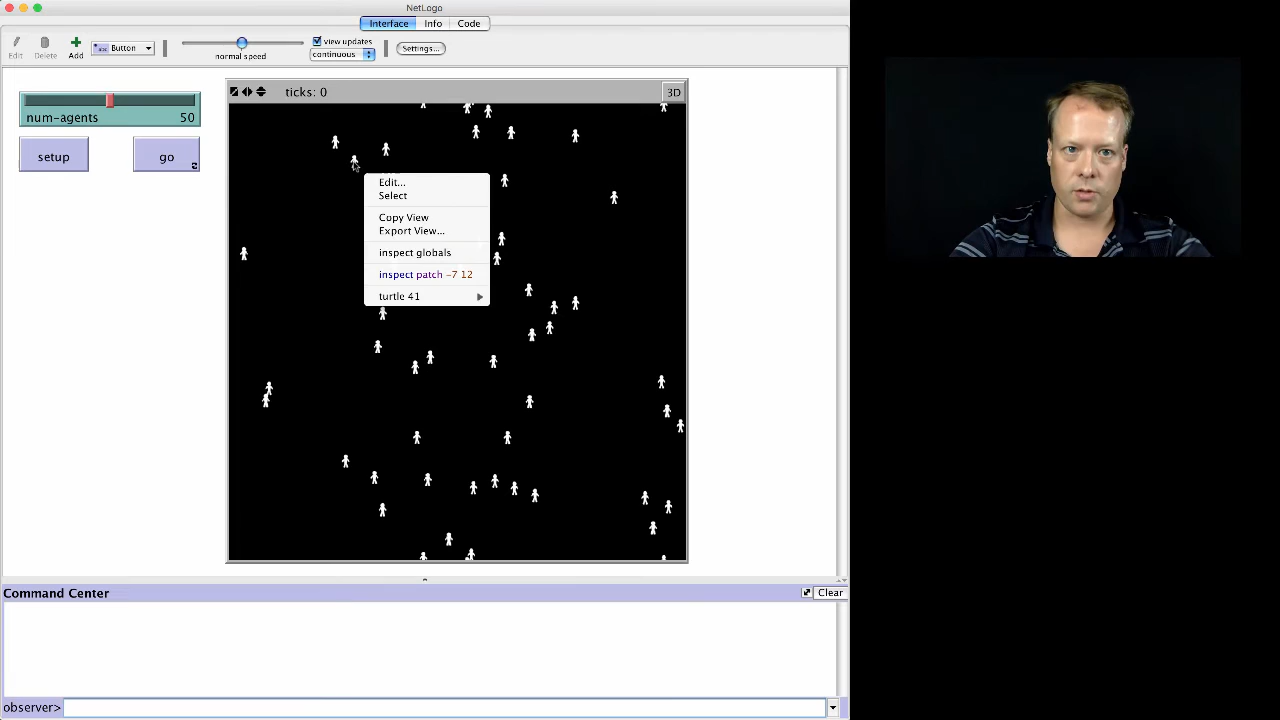 NetLogo
Interface Info Code
Edit Delete Add Button normal speed view updates continuous Settings...
num-agents 50
setup go
ticks: 0 3D
Edit...
Select
Copy View
Export View...
inspect globals
inspect patch -7 12
turtle 41
Command Center Clear
observer>